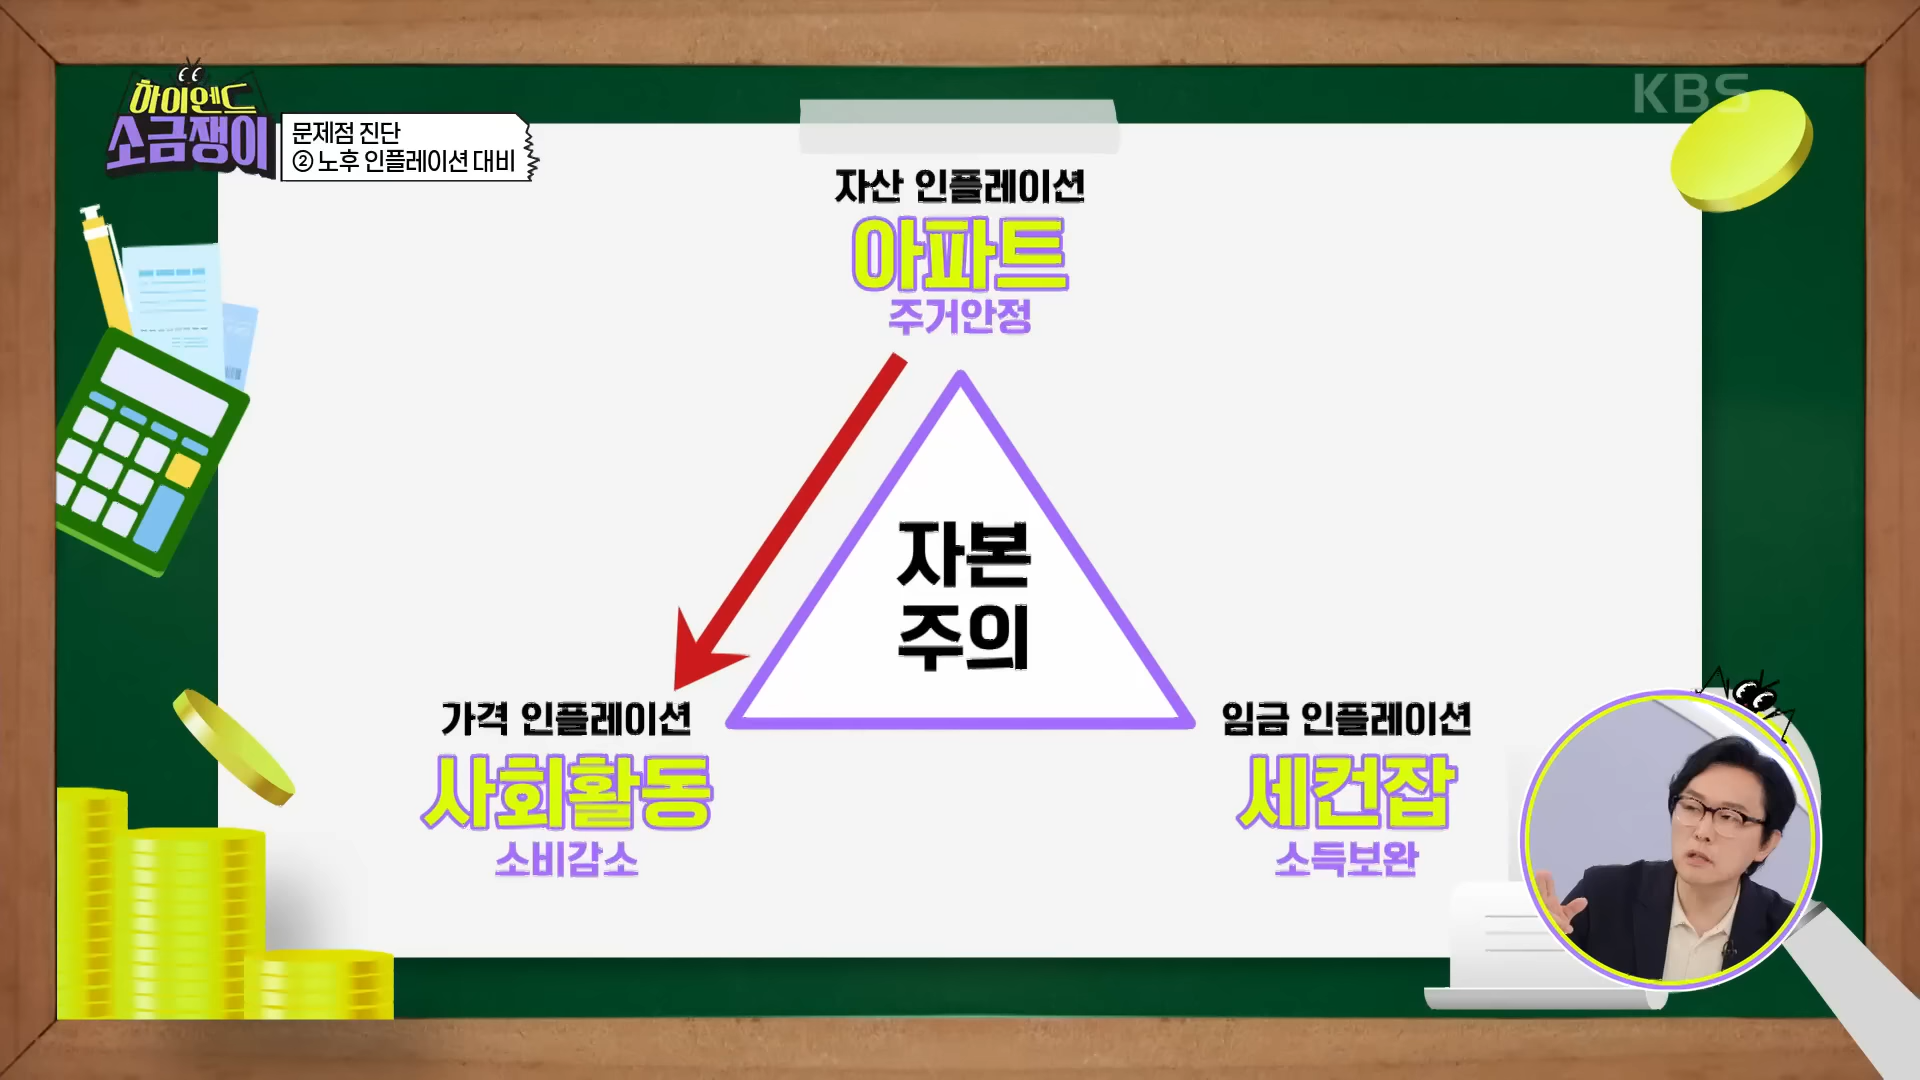 하이엔드
소금쟁이
문제점 진단
② 노후 인플레이션 대비
KBS
자산 인플레이션
아파트
주거안정
자본
주의
가격 인플레이션
사회활동
소비감소
임금 인플레이션
세컨잡
소득보완